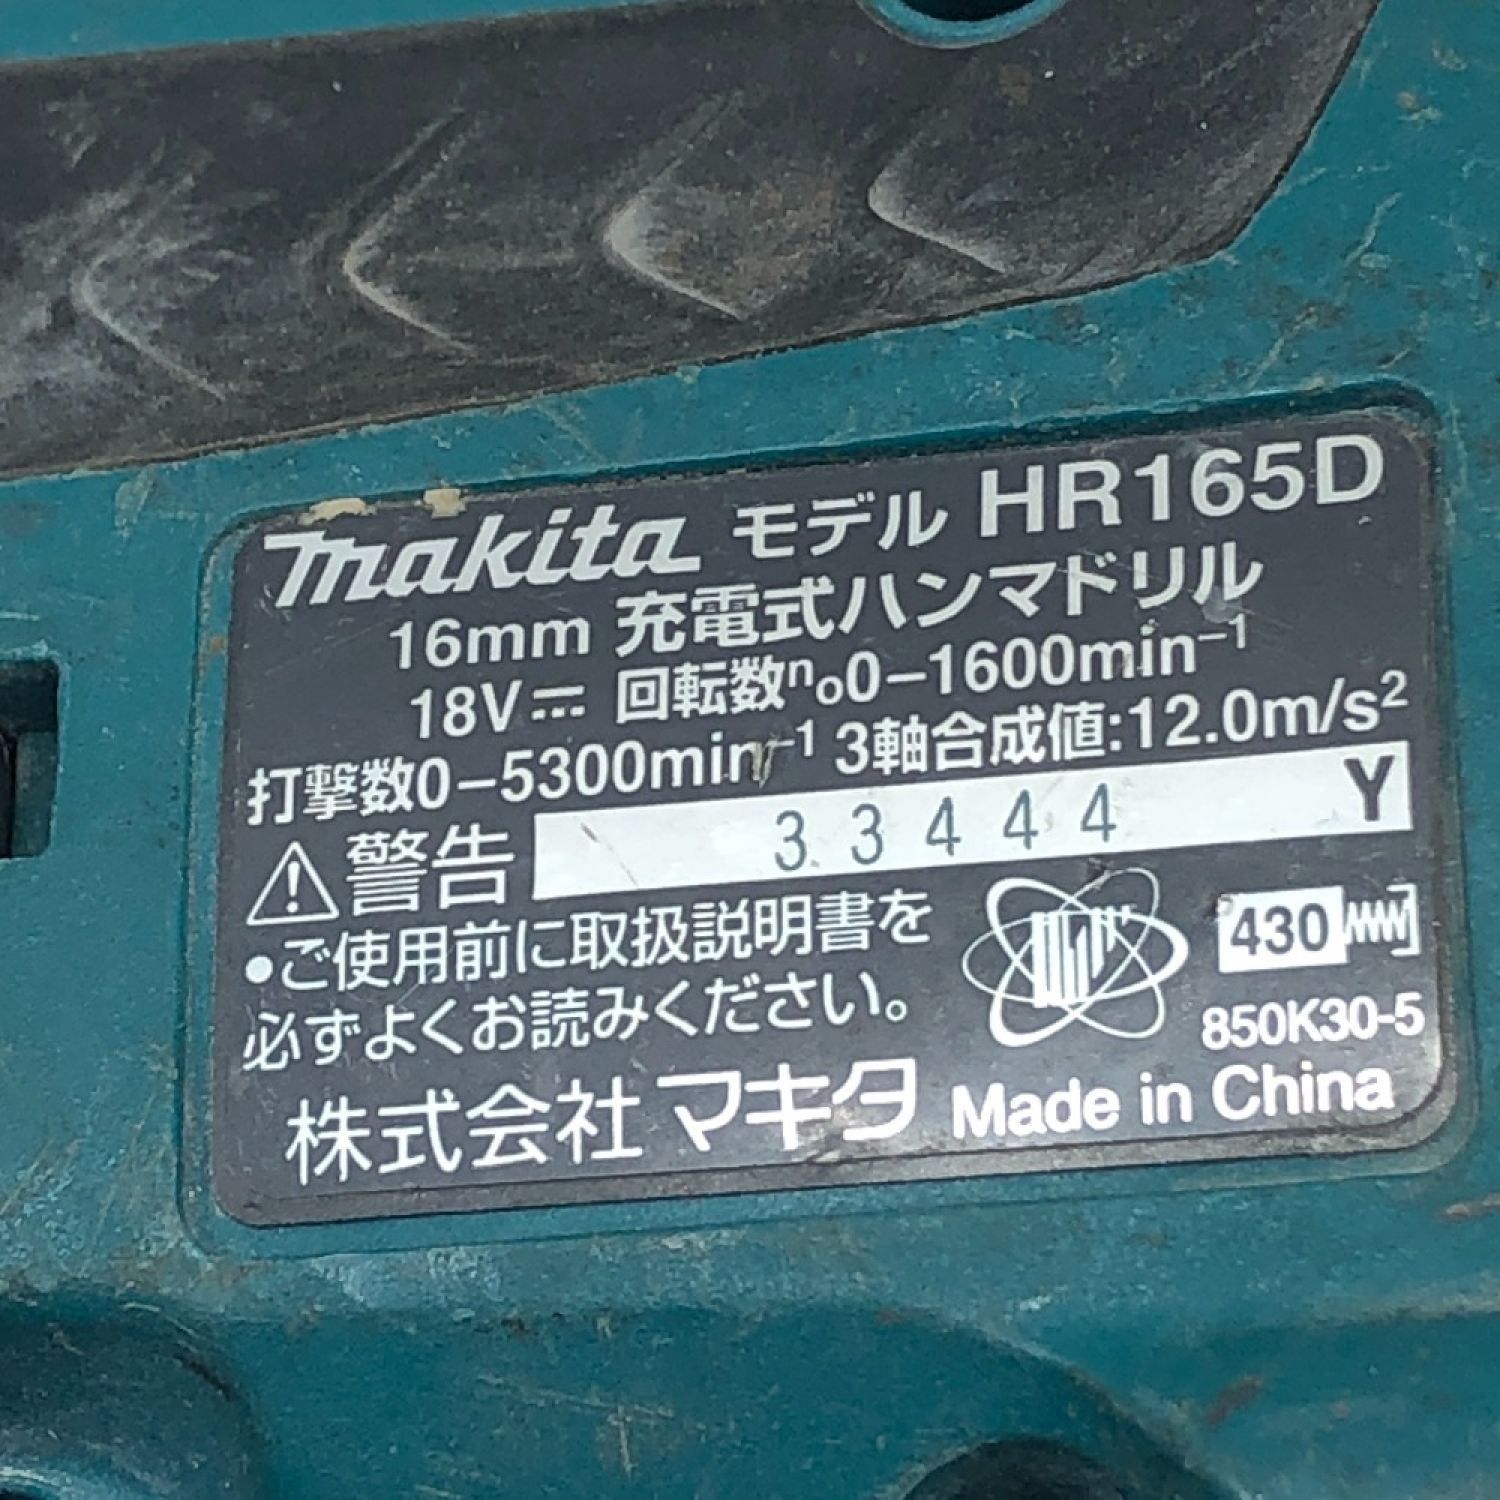 makita モデル HR165D
16mm 充電式ハンマドリル
18V⎓ 回転数n₀0-1600min⁻¹
打撃数0-5300min⁻¹ 3軸合成値:12.0m/s²
⚠警告 33444 Y
●ご使用前に取扱説明書を
必ずよくお読みください。
430
850K30-5
株式会社マキタ Made in China